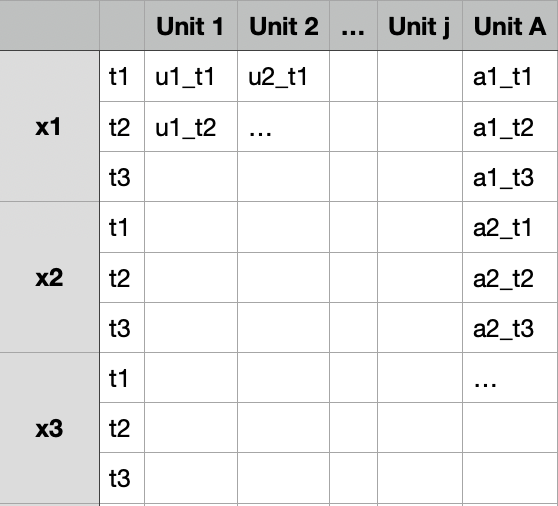 Unit 1 Unit 2 ... Unit j Unit A
x1 t1 u1_t1 u2_t1 a1_t1
t2 u1_t2 ... a1_t2
t3 a1_t3
x2 t1 a2_t1
t2 a2_t2
t3 a2_t3
x3 t1 ...
t2
t3